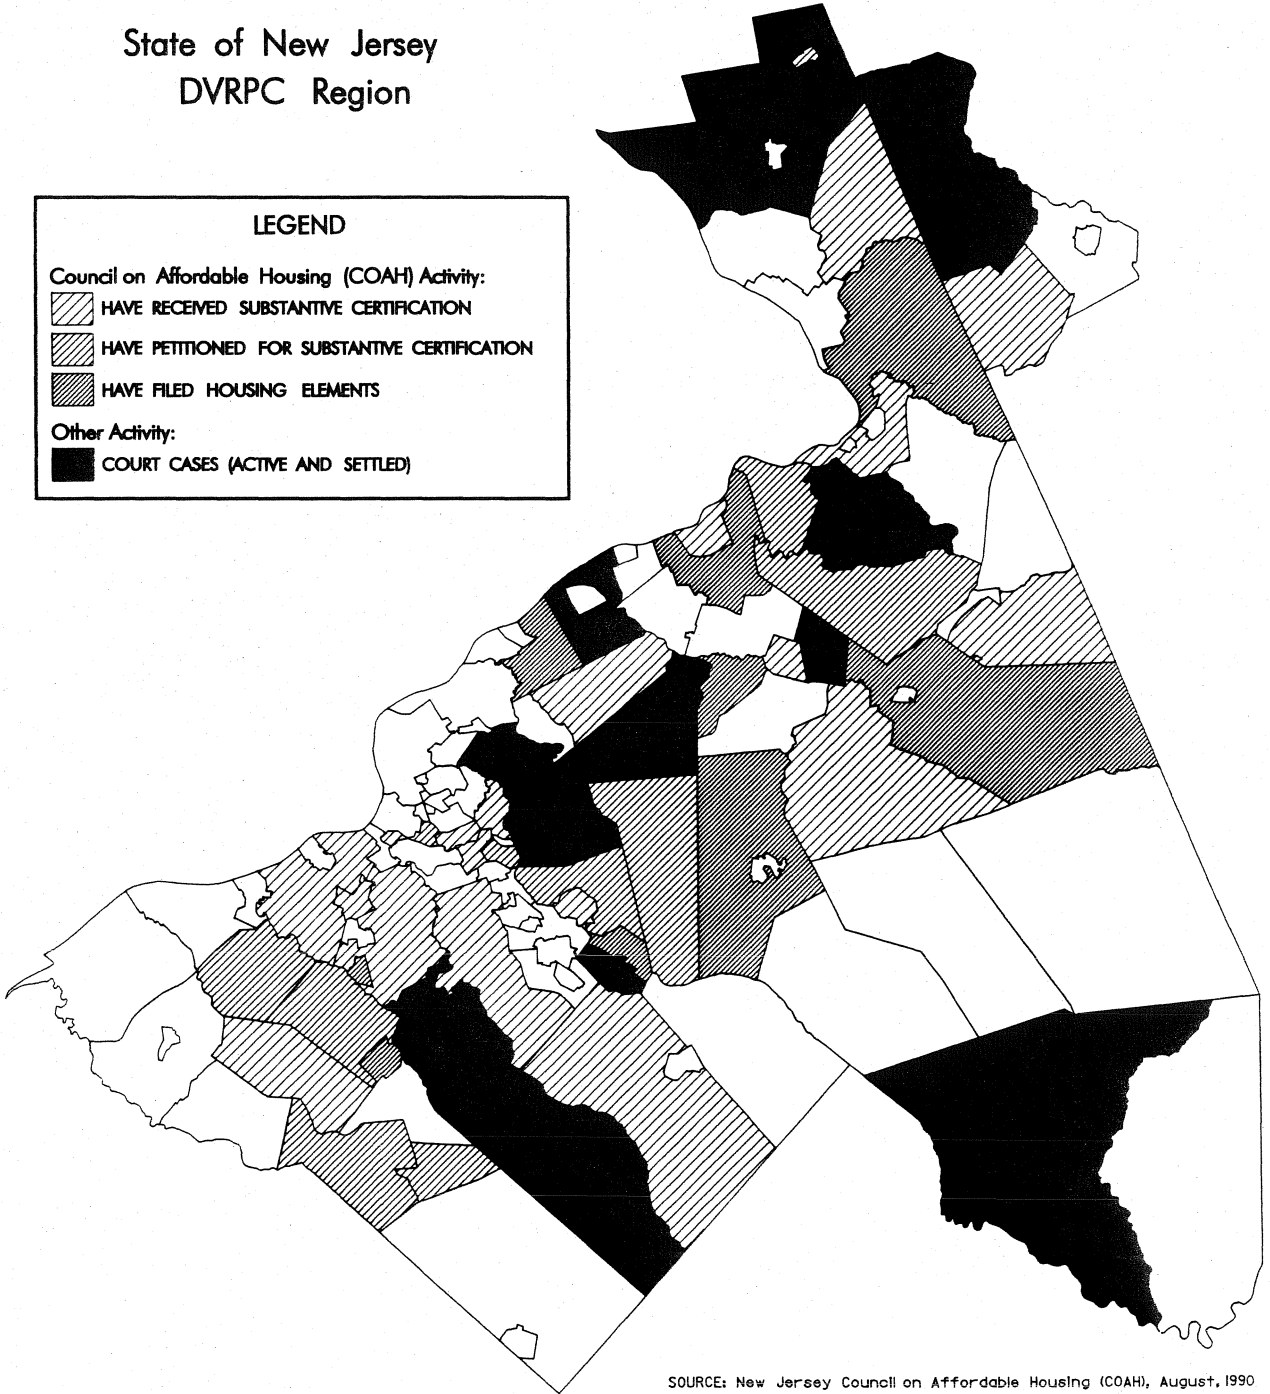 State of New Jersey
DVRPC Region
LEGEND
Council on Affordable Housing (COAH) Activity:
HAVE RECEIVED SUBSTANTIVE CERTIFICATION
HAVE PETITIONED FOR SUBSTANTIVE CERTIFICATION
HAVE FILED HOUSING ELEMENTS
Other Activity:
COURT CASES (ACTIVE AND SETTLED)
SOURCE: New Jersey Council on Affordable Housing (COAH), August, 1990